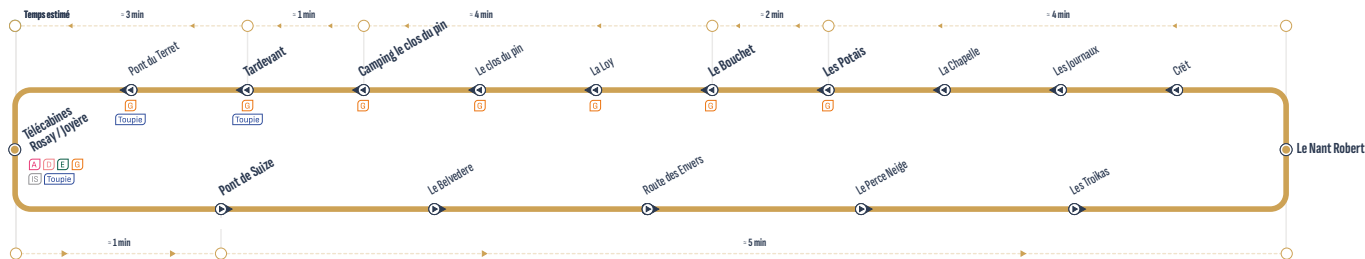 Temps estimé
≈ 3 min
≈ 1 min
≈ 4 min
≈ 2 min
≈ 4 min
Pont du Terret
Tardevant
Camping le clos du pin
Le clos du pin
La Loy
Le Bouchet
Les Potais
La Chapelle
Les Journaux
Crêt
G
G
G
G
G
G
G
Toupie
Toupie
Télécabines
Rosay / Joyère
A D E G
IS Toupie
Le Nant Robert
Pont de Suize
Le Belvedere
Route des Envers
Le Perce Neige
Les Troikas
≈ 1 min
≈ 5 min